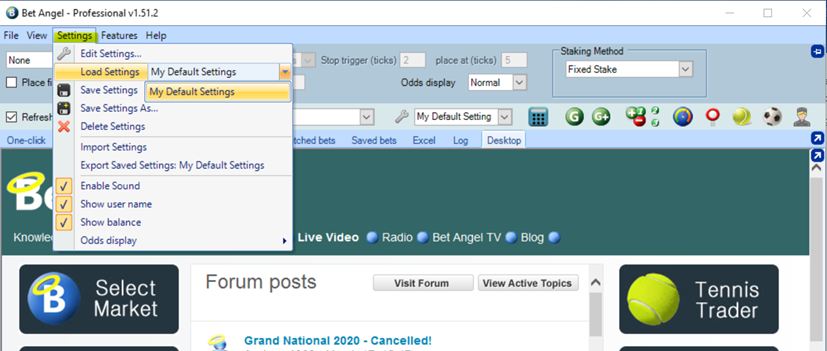 Bet Angel - Professional v1.51.2
File View Settings Features Help
None
Stop trigger (ticks) 2 place at (ticks) 5
Staking Method
Fixed Stake
Place fi
Odds display Normal
Edit Settings...
Load Settings My Default Settings
My Default Settings
Save Settings
Save Settings As...
Delete Settings
Import Settings
Export Saved Settings: My Default Settings
Enable Sound
Show user name
Show balance
Odds display
Refresh
My Default Setting
G G+
One-click
tched bets Saved bets Excel Log Desktop
Be
Knowle
Live Video Radio Bet Angel TV Blog
B Select Market
Forum posts
Visit Forum View Active Topics
Grand National 2020 - Cancelled!
Tennis Trader